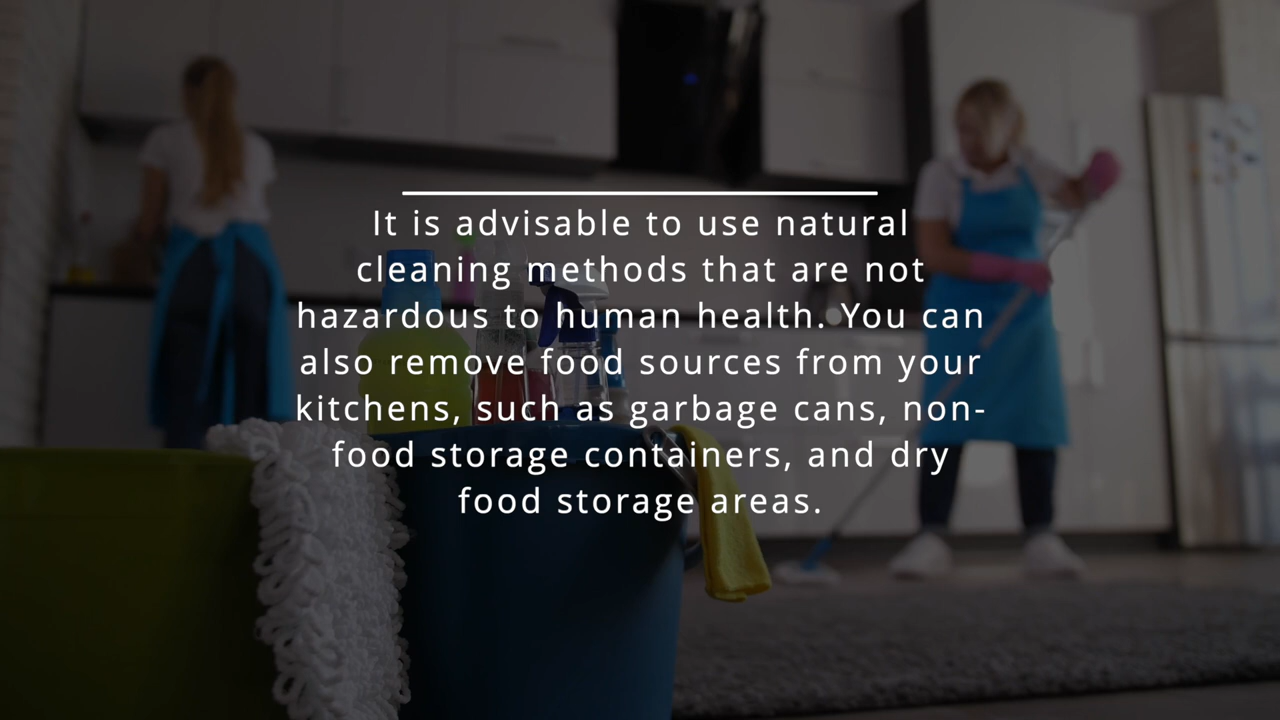 It is advisable to use natural
cleaning methods that are not
hazardous to human health. You can
also remove food sources from your
kitchens, such as garbage cans, non-
food storage containers, and dry
food storage areas.